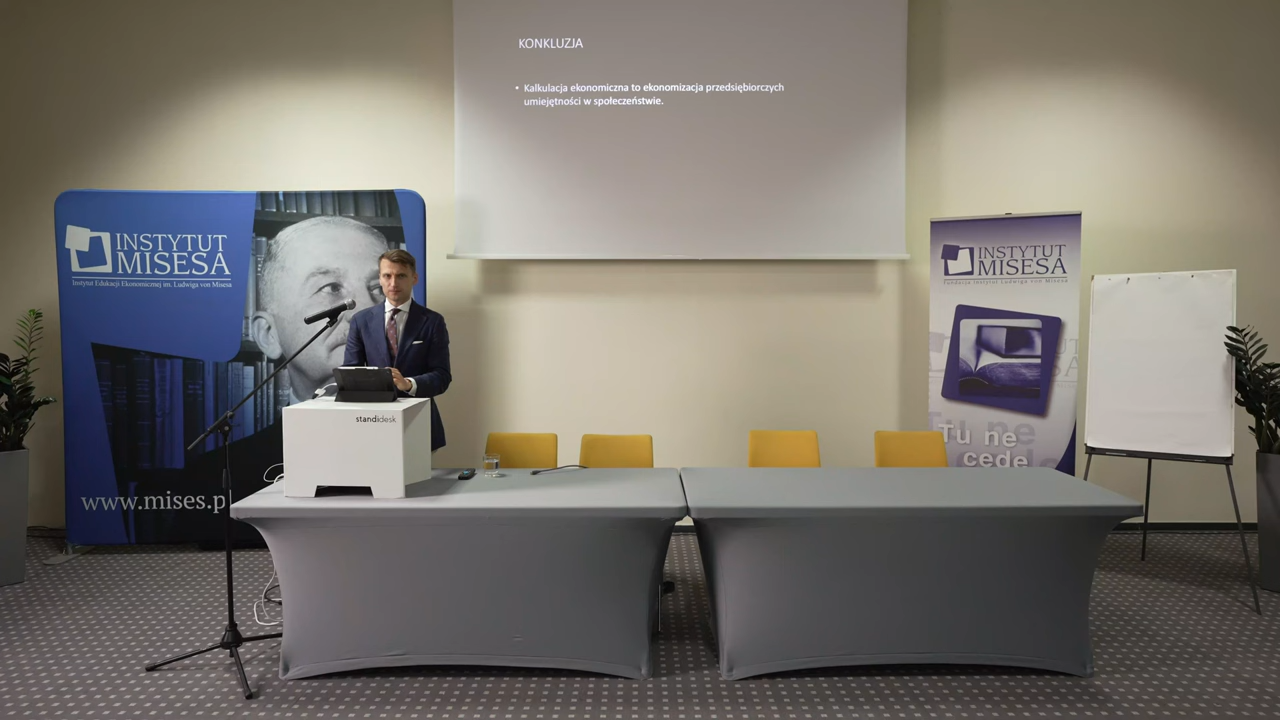 KONKLUZJA
• Kalkulacja ekonomiczna to ekonomizacja przedsiębiorczych
umiejętności w społeczeństwie.
INSTYTUT
MISESA
Instytut Edukacji Ekonomicznej im. Ludwiga von Misesa
www.mises.pl
standidesk
INSTYTUT
MISESA
Fundacja Instytut Ludwiga von Misesa
Tu ne
cede